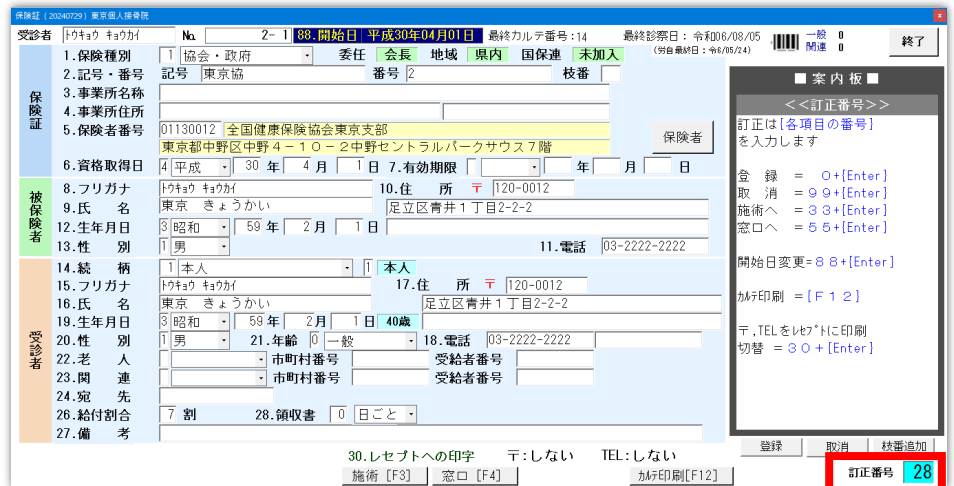 保険証 (20240729) 東京個人接骨院
受診者 ﾄｳｷｮｳ ｷｮｳｶｲ No. 2- 1 88.開始日 平成30年04月01日 最終カルテ番号:14 最終診察日: 令和06/08/05 一般 0 終了
(労自最終日: 令6/05/24) 関連 0
保険証
1.保険種別 1 協会・政府 委任 会長 地域 県内 国保連 未加入
2.記号・番号 記号 東京協 番号 2 枝番
3.事業所名称
4.事業所住所
5.保険者番号 01130012 全国健康保険協会東京支部 保険者
東京都中野区中野4-10-2中野セントラルパークサウス7階
6.資格取得日 4 平成 30 年 4 月 1 日 7.有効期限 年 月 日
被保険者
8.フリガナ ﾄｳｷｮｳ ｷｮｳｶｲ 10.住 所 〒 120-0012
9.氏 名 東京 きょうかい 足立区青井1丁目2-2-2
12.生年月日 3 昭和 59 年 2 月 1 日
13.性 別 1 男 11.電話 03-2222-2222
受診者
14.続 柄 1 本人 1 本人
15.フリガナ ﾄｳｷｮｳ ｷｮｳｶｲ 17.住 所 〒 120-0012
16.氏 名 東京 きょうかい 足立区青井1丁目2-2-2
19.生年月日 3 昭和 59 年 2月 1 日 40歳
20.性 別 1 男 21.年齢 0 一般 18.電話 03-2222-2222
22.老 人 市町村番号 受給者番号
23.関 連 市町村番号 受給者番号
24.宛 先
26.給付割合 7 割 28.領収書 0 日ごと
27.備 考
30.レセプトへの印字 〒:しない TEL:しない
施術 [F3] 窓口 [F4] ｶﾙﾃ印刷[F12]
■案内板■
<<訂正番号>>
訂正は[各項目の番号]
を入力します
登 録 = 0+[Enter]
取 消 =99+[Enter]
施術へ =33+[Enter]
窓口へ =55+[Enter]
開始日変更=88+[Enter]
ｶﾙﾃ印刷 =[F12]
〒,TELをﾚｾﾌﾟﾄに印刷
切替 =30+[Enter]
登録 取消 枝番追加
訂正番号 28